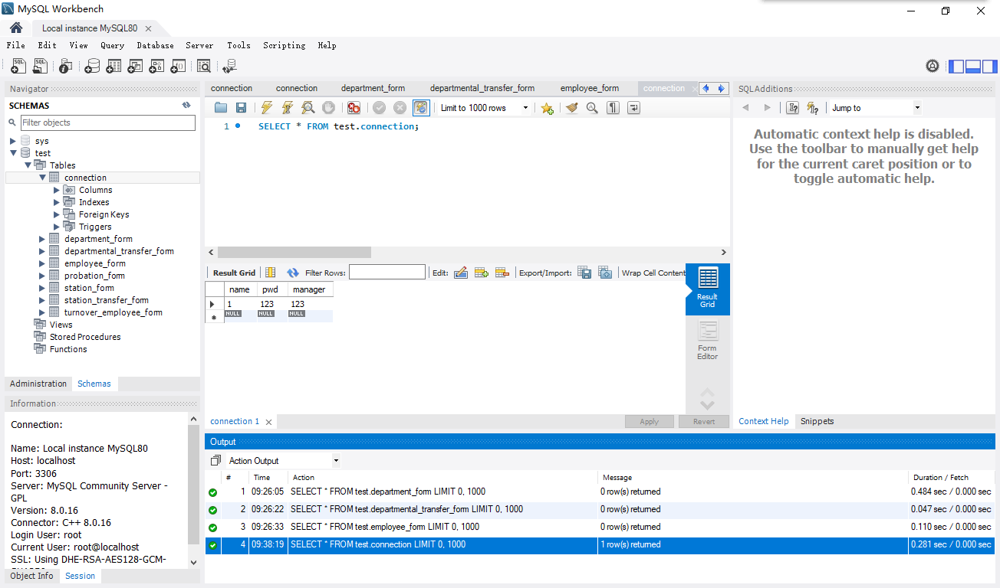 MySQL Workbench
Local instance MySQL80
File Edit View Query Database Server Tools Scripting Help
Navigator
SCHEMAS
Filter objects
sys
test
Tables
connection
Columns
Indexes
Foreign Keys
Triggers
department_form
departmental_transfer_form
employee_form
probation_form
station_form
station_transfer_form
turnover_employee_form
Views
Stored Procedures
Functions
Administration Schemas
Information
Connection:
Name: Local instance MySQL80
Host: localhost
Port: 3306
Server: MySQL Community Server -
GPL
Version: 8.0.16
Connector: C++ 8.0.16
Login User: root
Current User: root@localhost
SSL: Using DHE-RSA-AES128-GCM-
Object Info Session
connection connection department_form departmental_transfer_form employee_form connection
Limit to 1000 rows
1 SELECT * FROM test.connection;
Result Grid Filter Rows: Edit: Export/Import: Wrap Cell Content
name pwd manager
1 123 123
NULL NULL NULL
Result
Grid
Form
Editor
connection 1 Apply Revert
SQLAdditions
Jump to
Automatic context help is disabled.
Use the toolbar to manually get help
for the current caret position or to
toggle automatic help.
Context Help Snippets
Output
Action Output
# Time Action Message Duration / Fetch
1 09:26:05 SELECT * FROM test.department_form LIMIT 0, 1000 0 row(s) returned 0.484 sec / 0.000 sec
2 09:26:22 SELECT * FROM test.departmental_transfer_form LIMIT 0, 1000 0 row(s) returned 0.047 sec / 0.000 sec
3 09:26:33 SELECT * FROM test.employee_form LIMIT 0, 1000 0 row(s) returned 0.110 sec / 0.000 sec
4 09:38:19 SELECT * FROM test.connection LIMIT 0, 1000 1 row(s) returned 0.281 sec / 0.000 sec